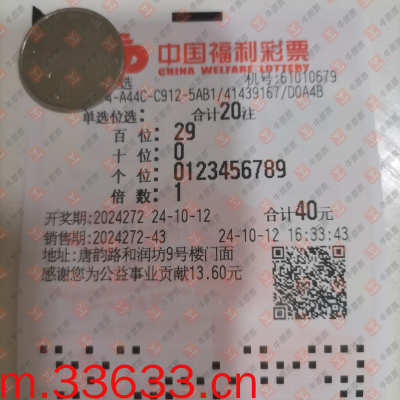 中国福利彩票
CHINA WELFARE LOTTERY
选 机号:61010679
4-A44C-C912-5AB1/41439167/D0A4B
单选位选: 合计20注
百 位: 29
十 位: 0
个 位: 0123456789
倍 数: 1
开奖期:2024272 24-10-12 合计40元
销售期:2024272-43 24-10-12 16:33:43
地址:唐韵路和润坊9号楼门面
感谢您为公益事业贡献13.60元
m.33633.cn